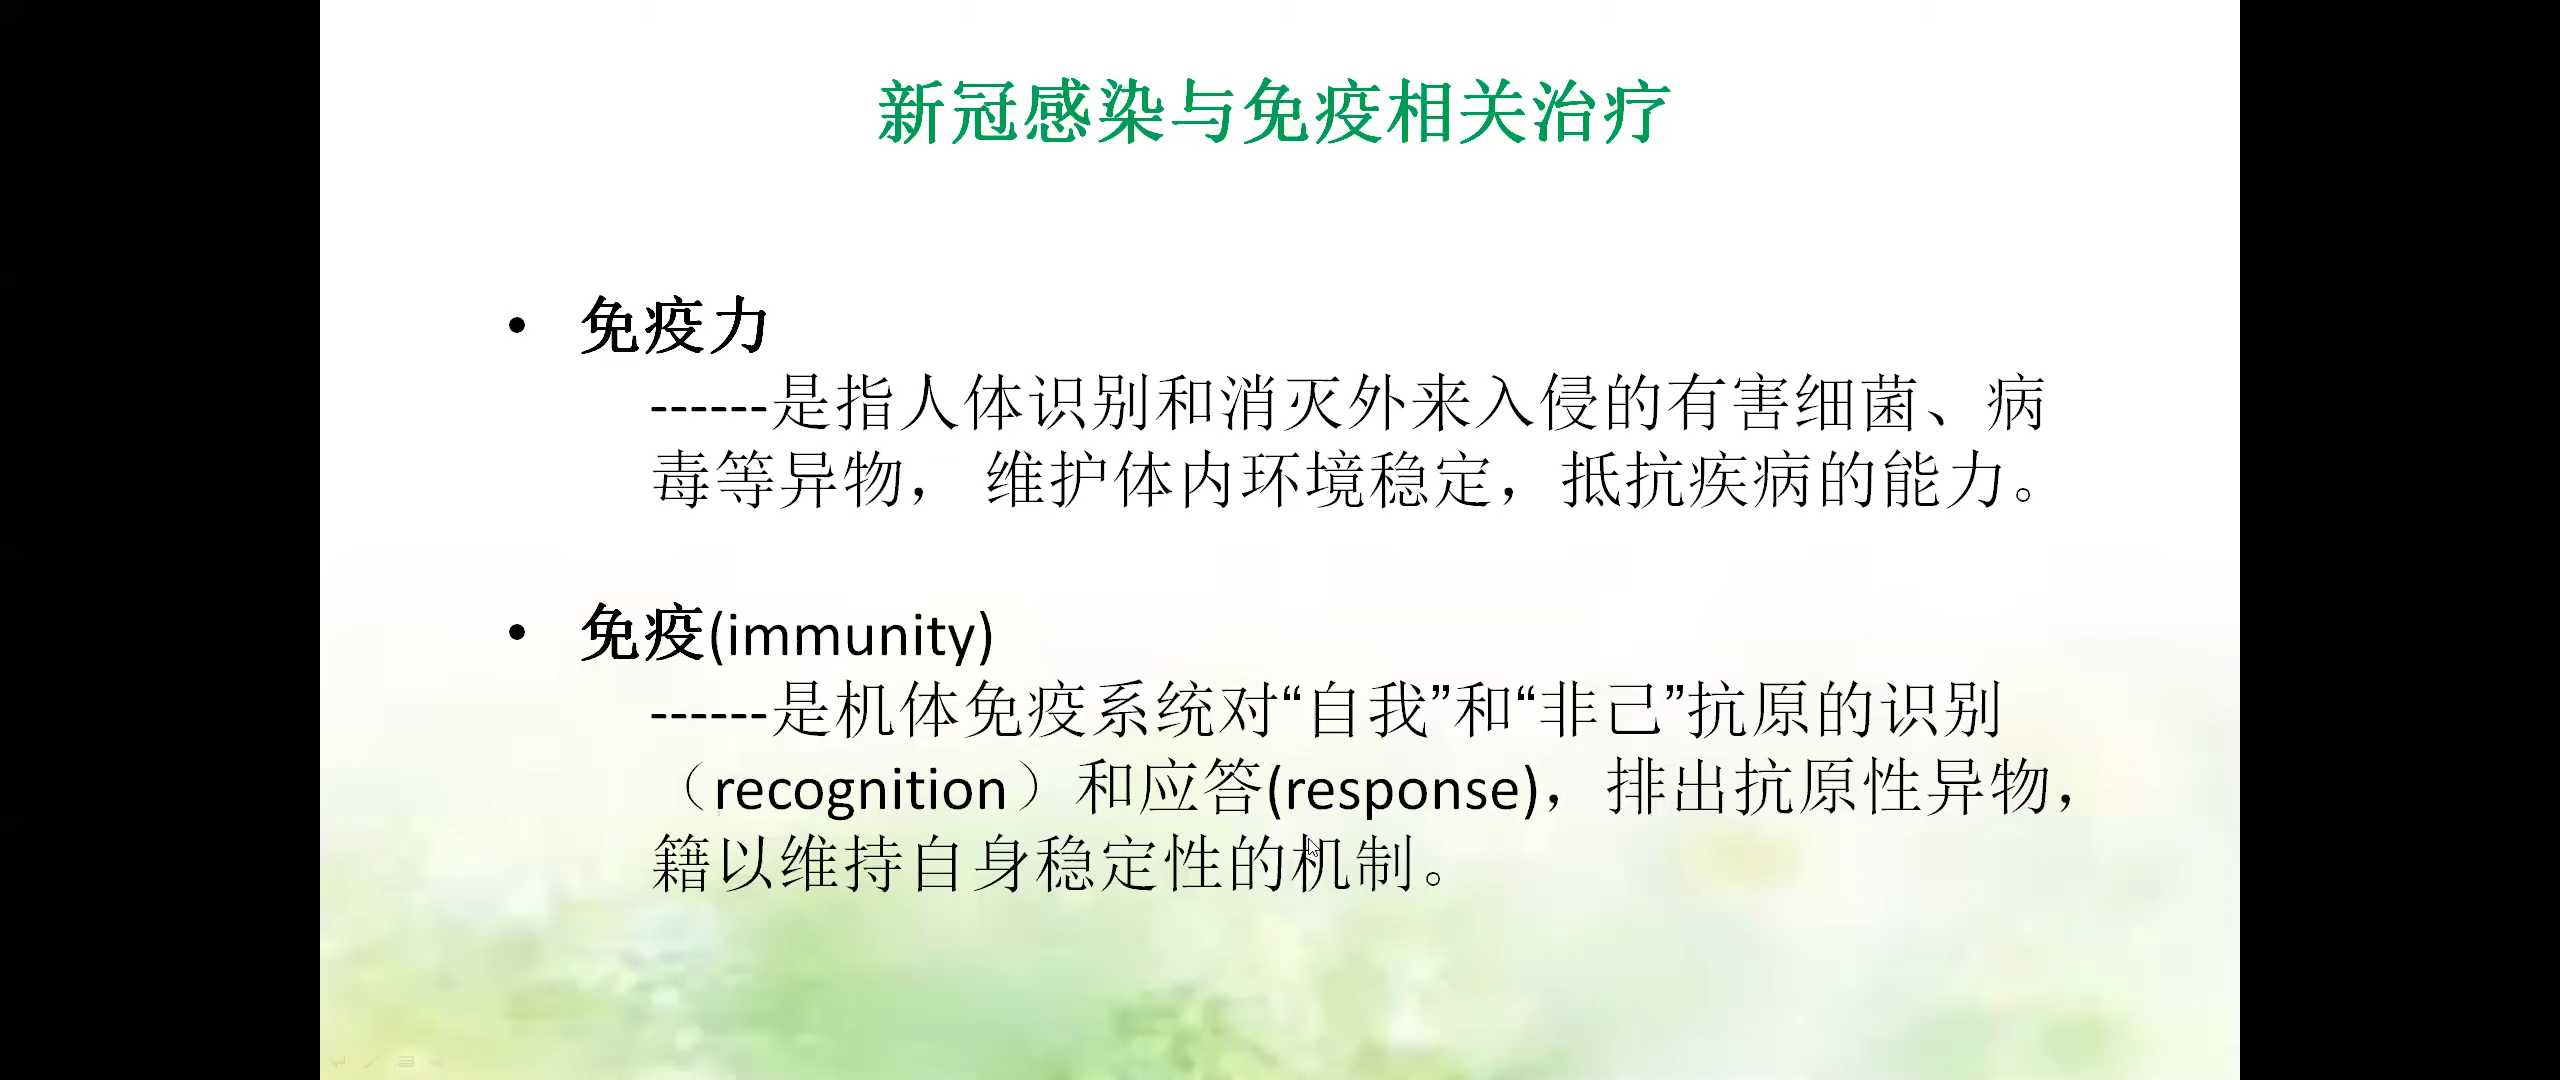 新冠感染与免疫相关治疗
• 免疫力
------是指人体识别和消灭外来入侵的有害细菌、病
毒等异物， 维护体内环境稳定，抵抗疾病的能力。
• 免疫(immunity)
------是机体免疫系统对“自我”和“非己”抗原的识别
（recognition）和应答(response)，排出抗原性异物，
籍以维持自身稳定性的机制。